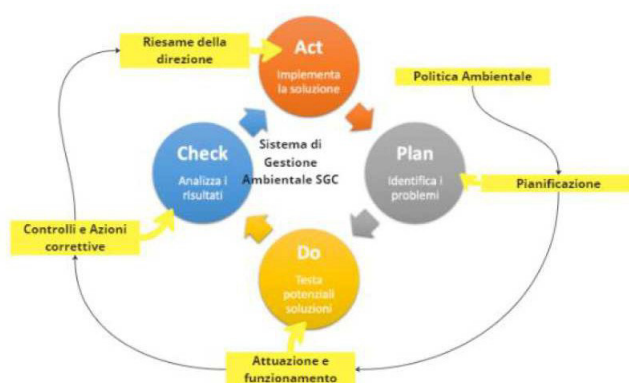 Riesame della
direzione
Act
Implementa
la soluzione
Politica Ambientale
Check
Analizza i
risultati
Sistema di
Gestione
Ambientale SGC
Plan
Identifica i
problemi
Pianificazione
Controlli e Azioni
correttive
Do
Testa
potenziali
soluzioni
Attuazione e
funzionamento